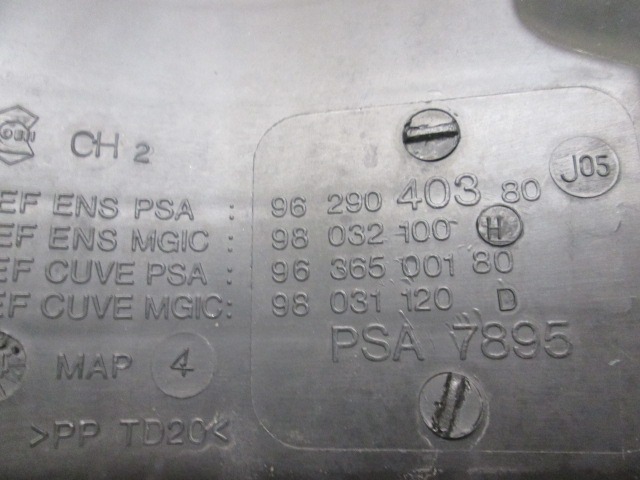 CH 2
J05
EF ENS PSA : 96 290 403 80
EF ENS MGIC : 98 032 100 H
EF CUVE PSA : 96 365 001 80
EF CUVE MGIC: 98 031 120 D
PSA 7895
MAP 4
>PP TD20<